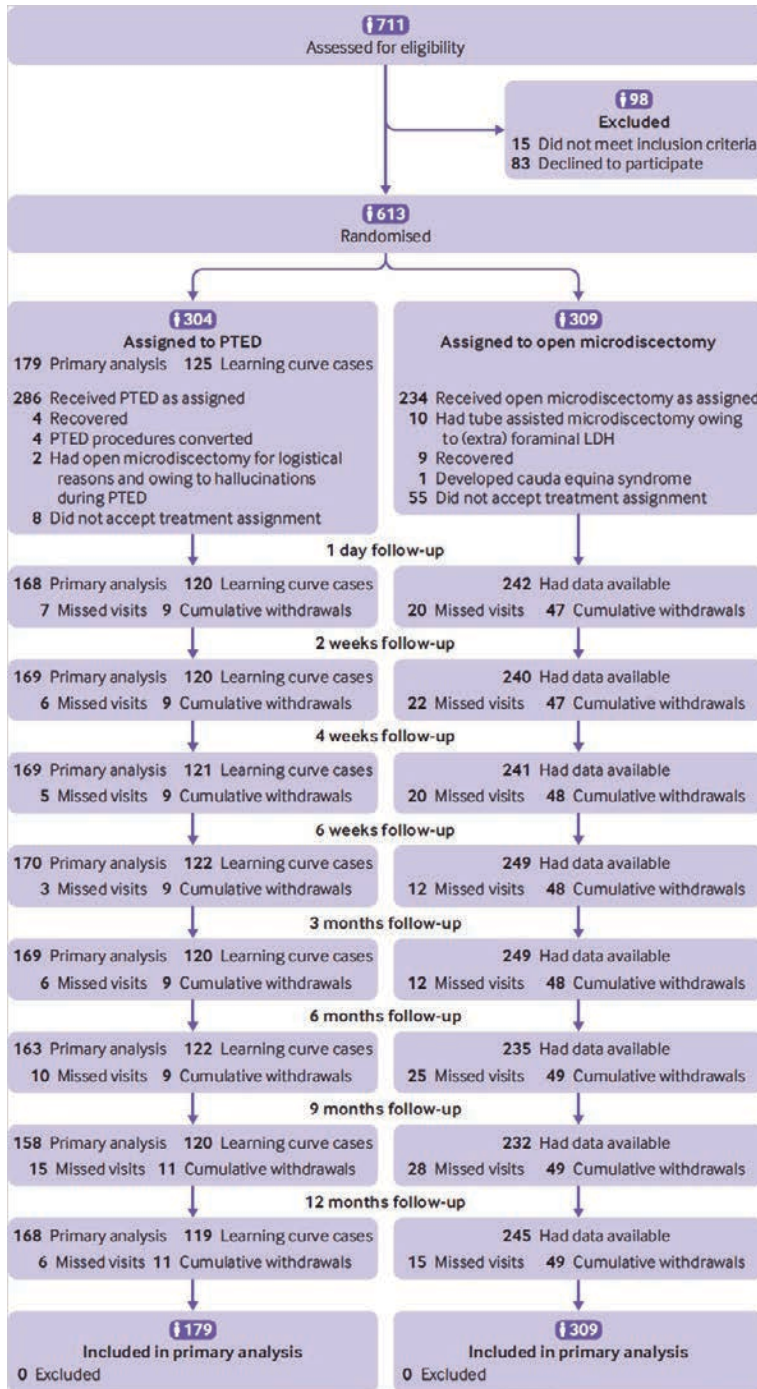 711
Assessed for eligibility
98
Excluded
15 Did not meet inclusion criteria
83 Declined to participate
613
Randomised
304
Assigned to PTED
179 Primary analysis 125 Learning curve cases
286 Received PTED as assigned
4 Recovered
4 PTED procedures converted
2 Had open microdiscectomy for logistical
reasons and owing to hallucinations
during PTED
8 Did not accept treatment assignment
309
Assigned to open microdiscectomy
234 Received open microdiscectomy as assigned
10 Had tube assisted microdiscectomy owing
to (extra) foraminal LDH
9 Recovered
1 Developed cauda equina syndrome
55 Did not accept treatment assignment
1 day follow-up
168 Primary analysis 120 Learning curve cases
7 Missed visits 9 Cumulative withdrawals
242 Had data available
20 Missed visits 47 Cumulative withdrawals
2 weeks follow-up
169 Primary analysis 120 Learning curve cases
6 Missed visits 9 Cumulative withdrawals
240 Had data available
22 Missed visits 47 Cumulative withdrawals
4 weeks follow-up
169 Primary analysis 121 Learning curve cases
5 Missed visits 9 Cumulative withdrawals
241 Had data available
20 Missed visits 48 Cumulative withdrawals
6 weeks follow-up
170 Primary analysis 122 Learning curve cases
3 Missed visits 9 Cumulative withdrawals
249 Had data available
12 Missed visits 48 Cumulative withdrawals
3 months follow-up
169 Primary analysis 120 Learning curve cases
6 Missed visits 9 Cumulative withdrawals
249 Had data available
12 Missed visits 48 Cumulative withdrawals
6 months follow-up
163 Primary analysis 122 Learning curve cases
10 Missed visits 9 Cumulative withdrawals
235 Had data available
25 Missed visits 49 Cumulative withdrawals
9 months follow-up
158 Primary analysis 120 Learning curve cases
15 Missed visits 11 Cumulative withdrawals
232 Had data available
28 Missed visits 49 Cumulative withdrawals
12 months follow-up
168 Primary analysis 119 Learning curve cases
6 Missed visits 11 Cumulative withdrawals
245 Had data available
15 Missed visits 49 Cumulative withdrawals
179
Included in primary analysis
0 Excluded
309
Included in primary analysis
0 Excluded